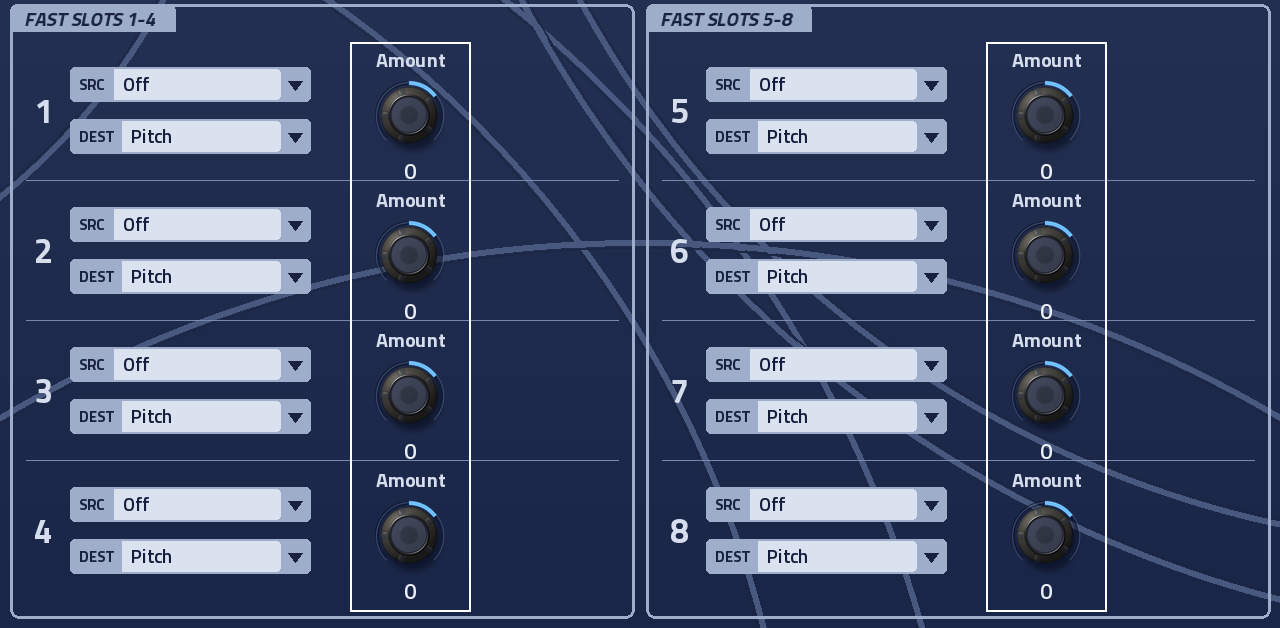 FAST SLOTS 1-4
Amount
SRC Off
1
DEST Pitch
0
Amount
SRC Off
2
DEST Pitch
0
Amount
SRC Off
3
DEST Pitch
0
Amount
SRC Off
4
DEST Pitch
0
FAST SLOTS 5-8
Amount
SRC Off
5
DEST Pitch
0
Amount
SRC Off
6
DEST Pitch
0
Amount
SRC Off
7
DEST Pitch
0
Amount
SRC Off
8
DEST Pitch
0